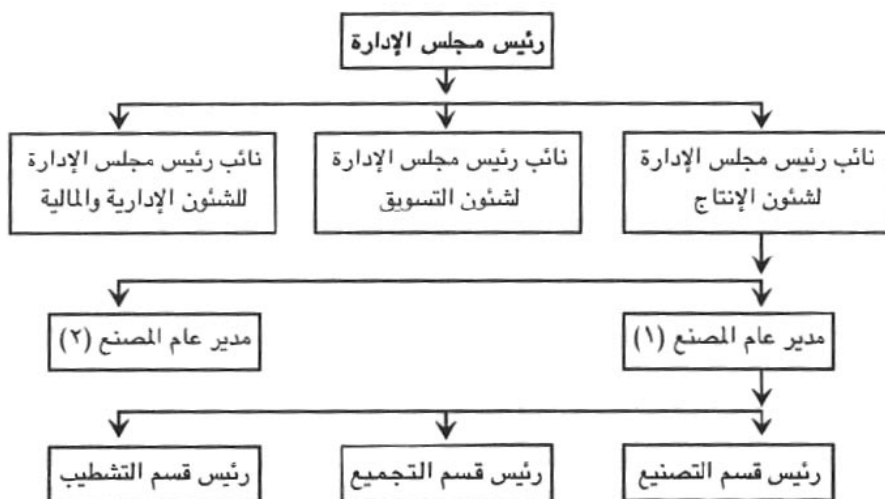 رئيس مجلس الإدارة
نائب رئيس مجلس الإدارة
لشئون الإنتاج
نائب رئيس مجلس الإدارة
لشئون التسويق
نائب رئيس مجلس الإدارة
للشئون الإدارية والمالية
مدير عام المصنع (١)
مدير عام المصنع (٢)
رئيس قسم التصنيع
رئيس قسم التجميع
رئيس قسم التشطيب